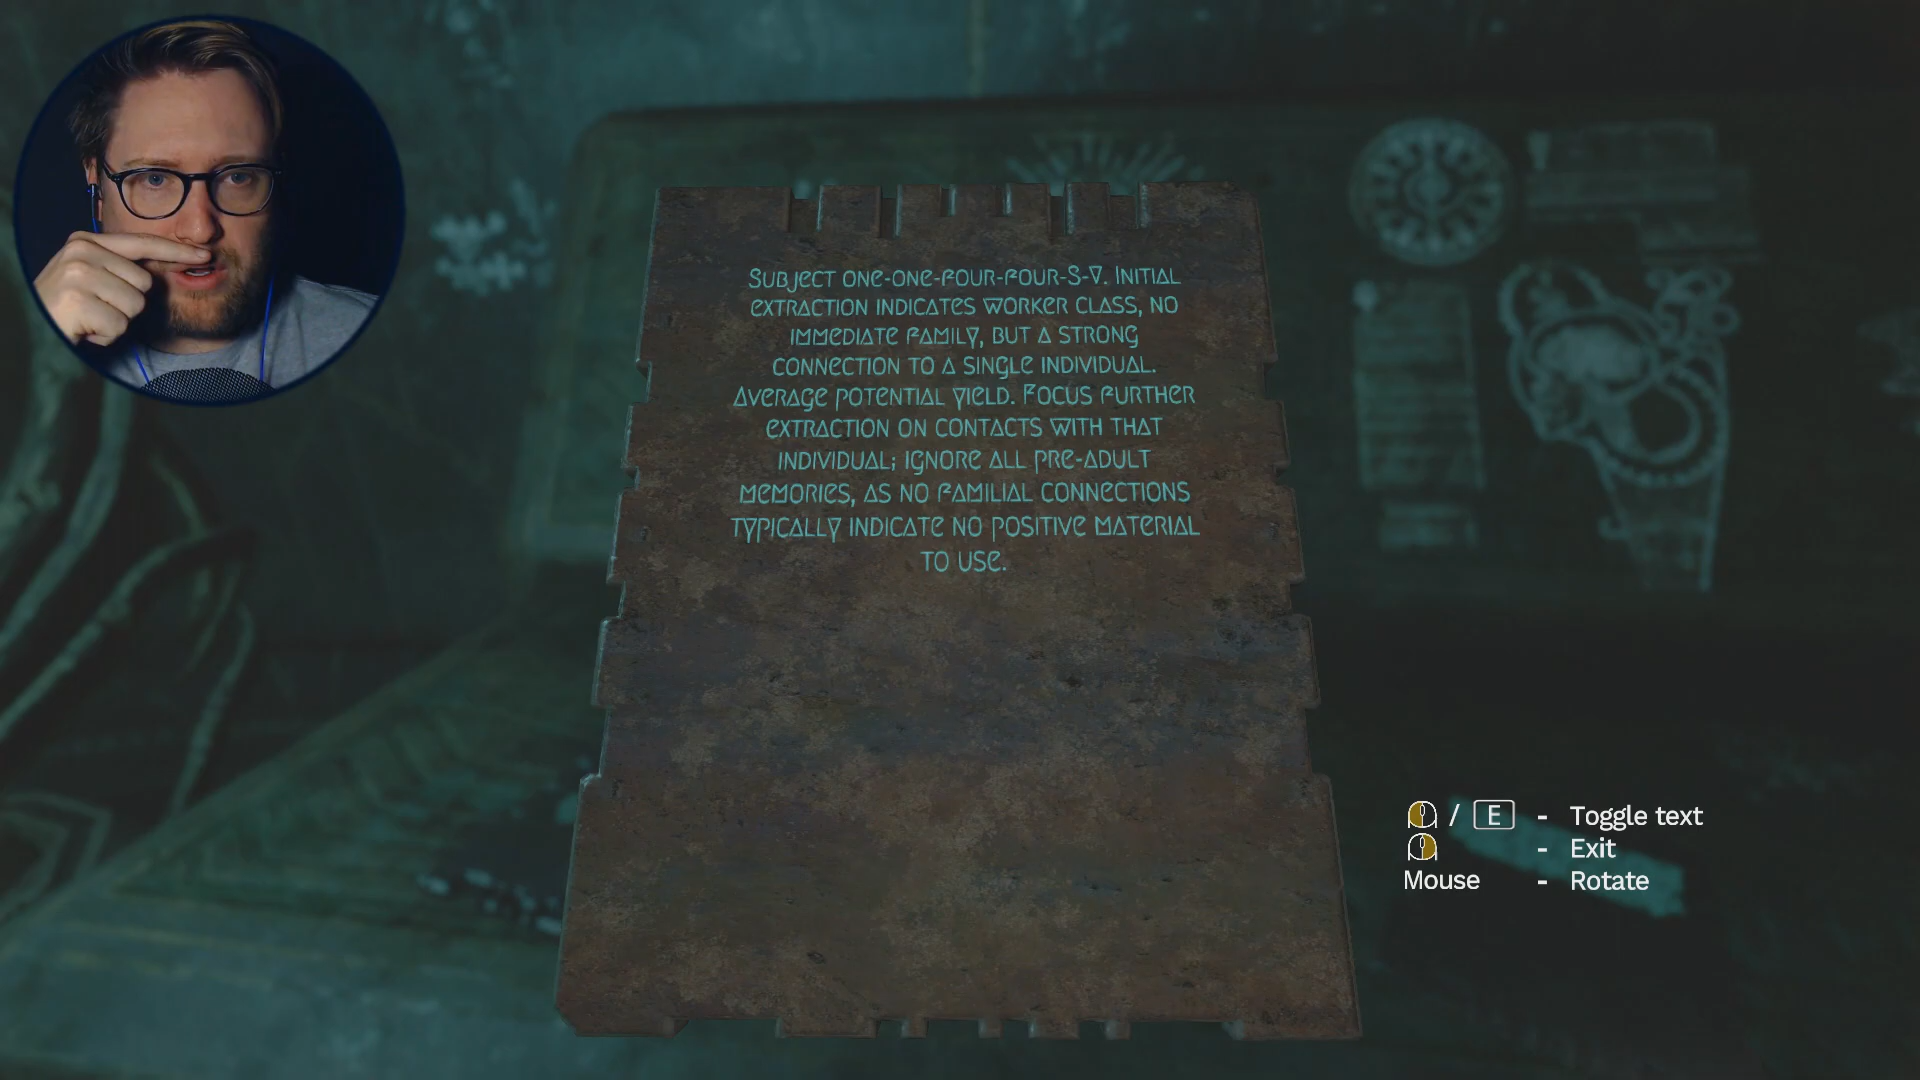 Subject one-one-four-four-S-V. Initial
extraction indicates worker class, no
immediate family, but a strong
connection to a single individual.
Average potential yield. Focus further
extraction on contacts with that
individual; ignore all pre-adult
memories, as no familial connections
typically indicate no positive material
to use.
/ E - Toggle text
- Exit
Mouse - Rotate